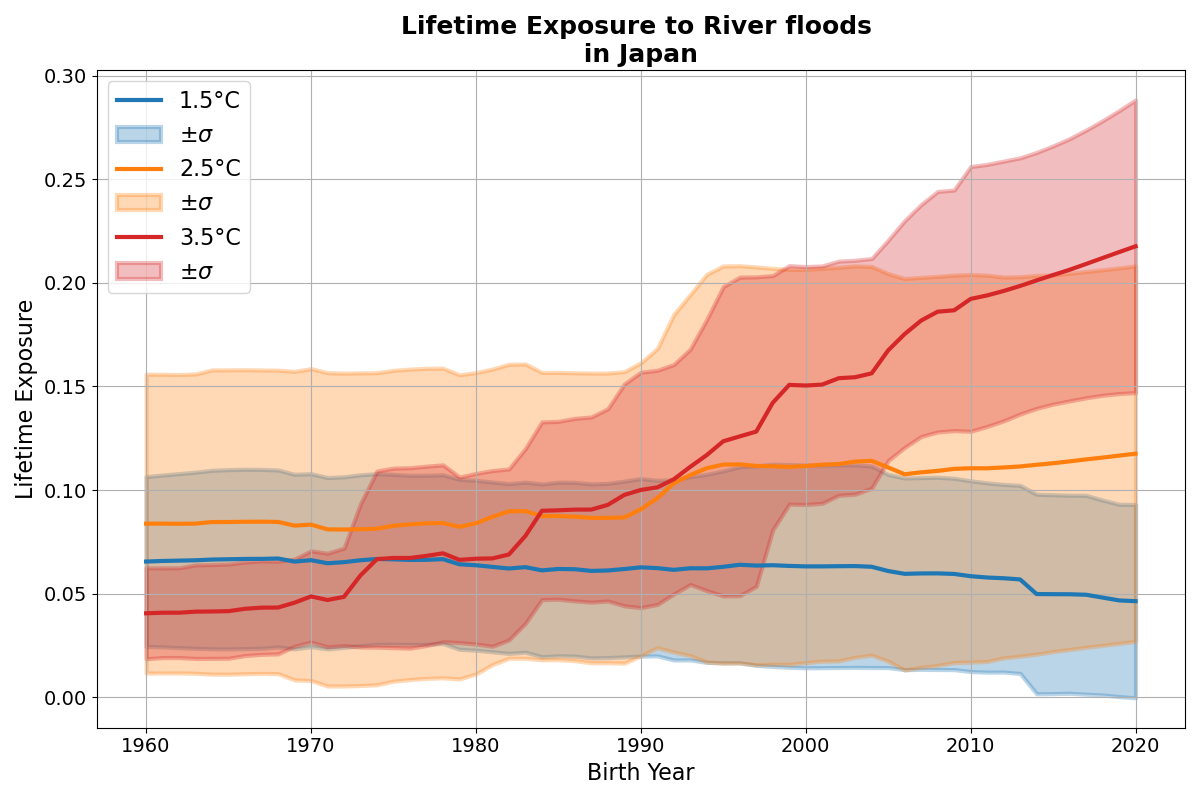 Lifetime Exposure to River floods
in Japan
Lifetime Exposure
0.30
0.25
0.20
0.15
0.10
0.05
0.00
1.5°C
±σ
2.5°C
±σ
3.5°C
±σ
1960 1970 1980 1990 2000 2010 2020
Birth Year